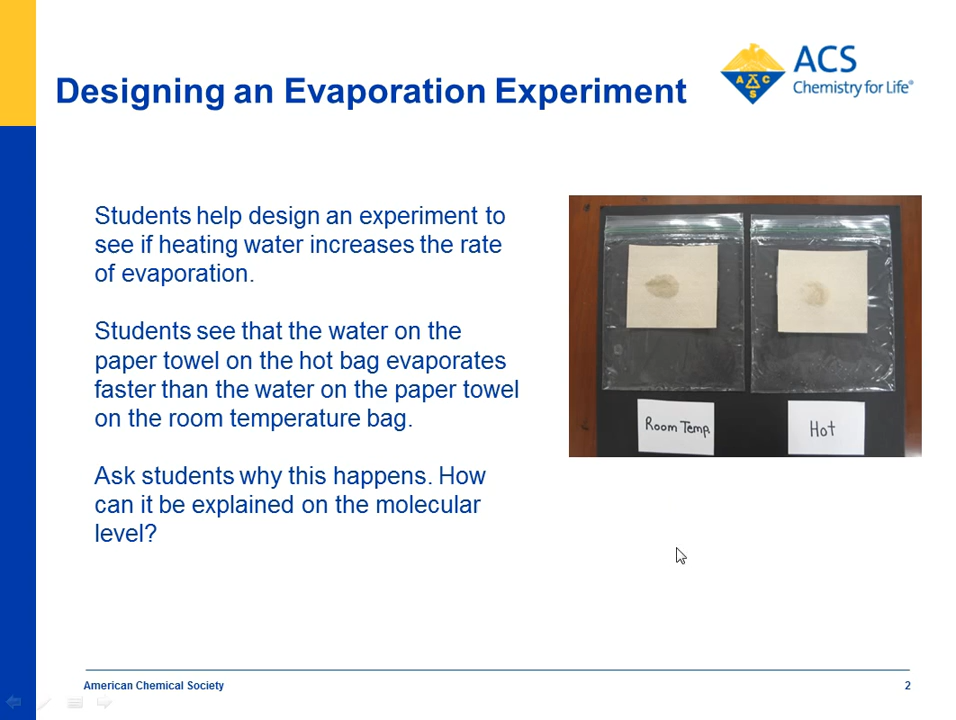 Designing an Evaporation Experiment
ACS
Chemistry for Life®
A C S
Students help design an experiment to
see if heating water increases the rate
of evaporation.
Students see that the water on the
paper towel on the hot bag evaporates
faster than the water on the paper towel
on the room temperature bag.
Ask students why this happens. How
can it be explained on the molecular
level?
Room Temp.
Hot
American Chemical Society
2